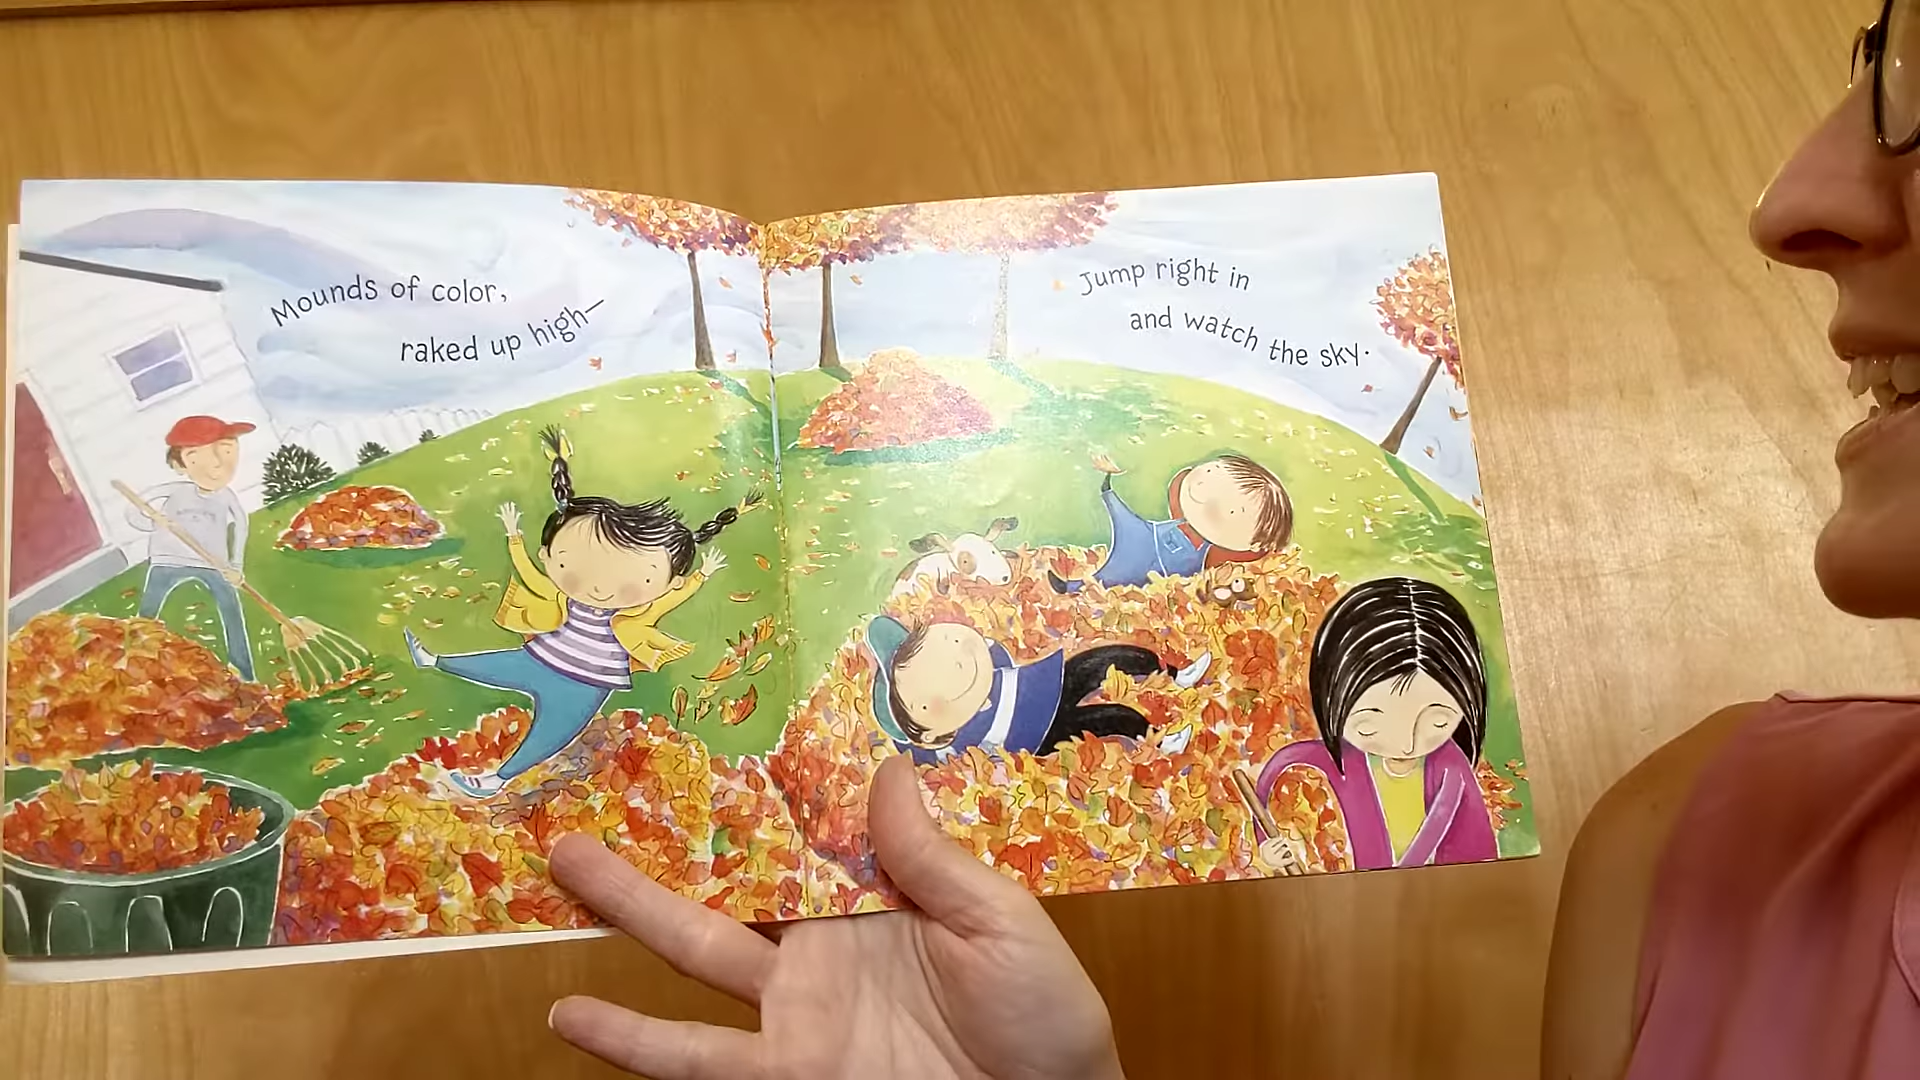 Mounds of color,
raked up high—
Jump right in
and watch the sky.